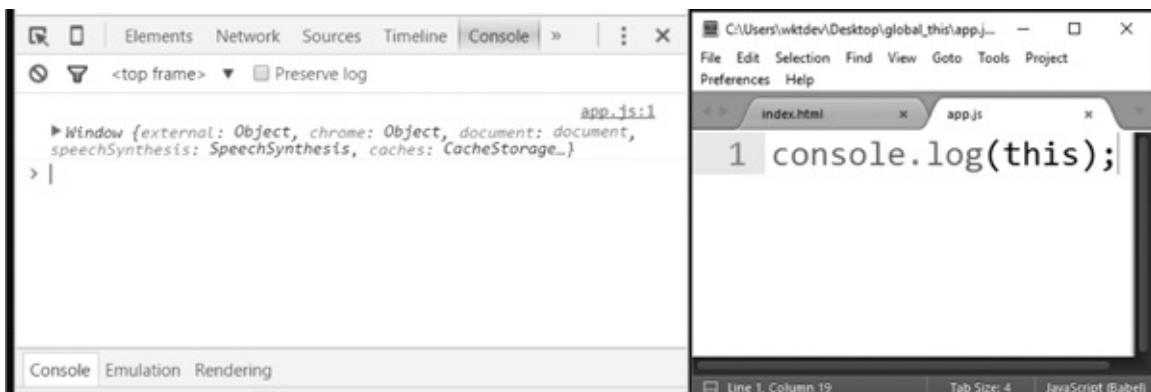 Elements Network Sources Timeline Console »
<top frame> ▼ Preserve log
app.js:1
▶Window {external: Object, chrome: Object, document: document,
speechSynthesis: SpeechSynthesis, caches: CacheStorage…}
>
Console Emulation Rendering
C:\Users\wktdev\Desktop\global_this\app.j...
File Edit Selection Find View Goto Tools Project
Preferences Help
index.html × app.js ×
1 console.log(this);
Line 1, Column 19 Tab Size: 4 JavaScript (Babel)